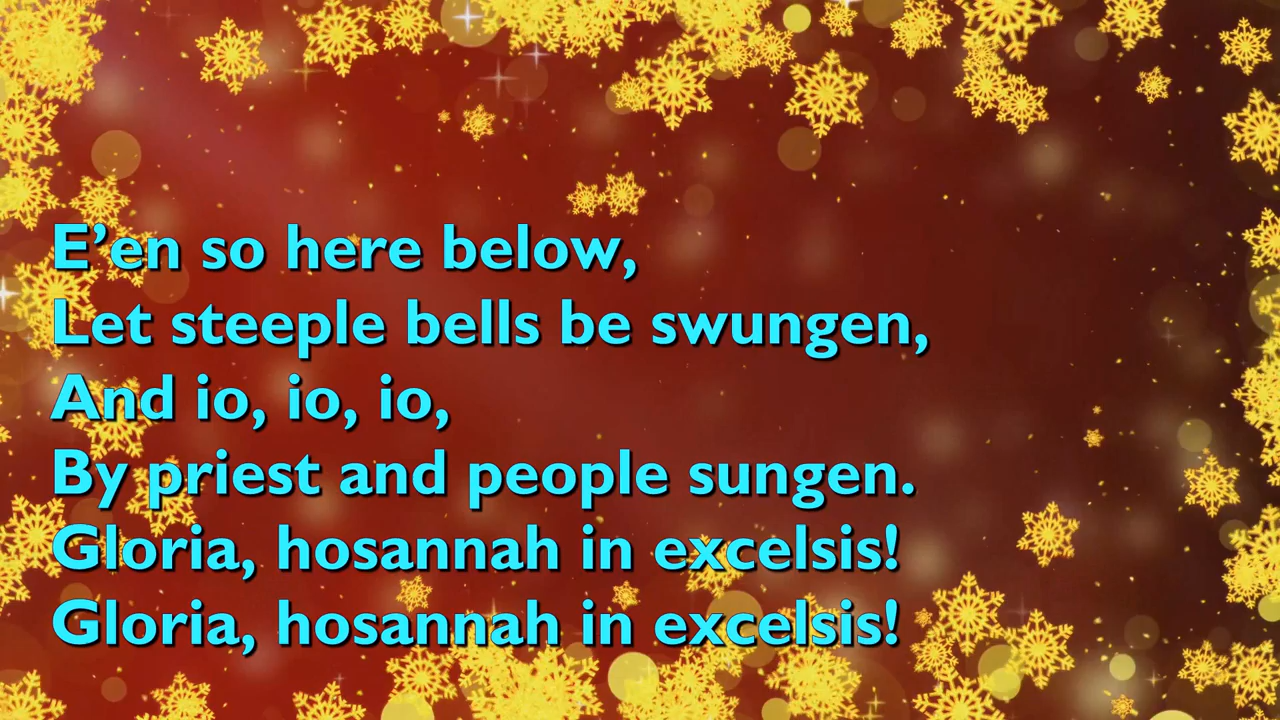 E’en so here below,
Let steeple bells be swungen,
And io, io, io,
By priest and people sungen.
Gloria, hosannah in excelsis!
Gloria, hosannah in excelsis!